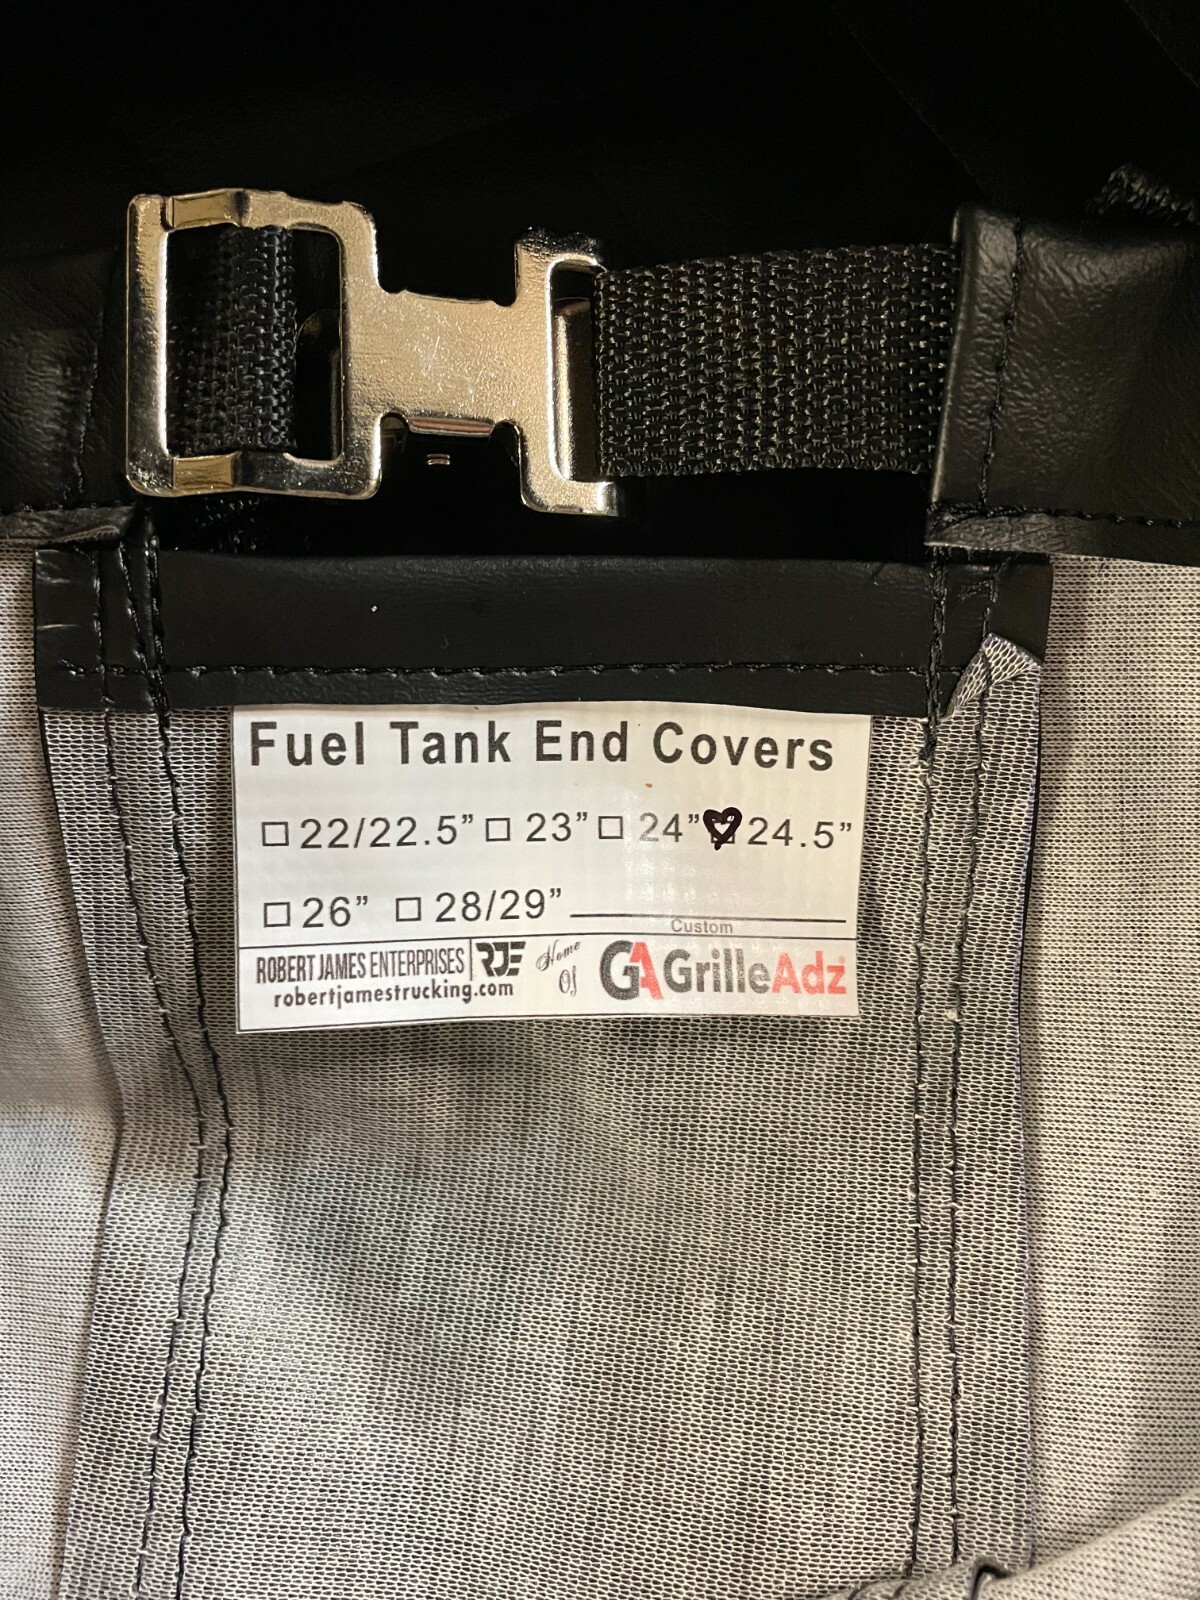 Fuel Tank End Covers
☐ 22/22.5” ☐ 23” ☐ 24” ☐ 24.5”
☐ 26” ☐ 28/29” ___________
Custom
ROBERT JAMES ENTERPRISES RJE Home Of GA GrilleAdz
robertjamestrucking.com